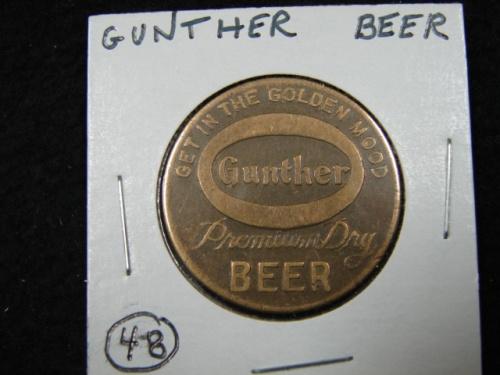 GUNTHER BEER
GET IN THE GOLDEN MOOD
Gunther
Premium Dry
BEER
48